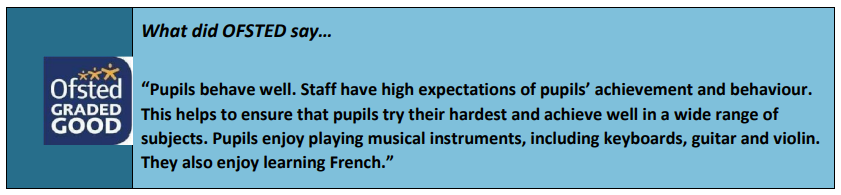 What did OFSTED say…
Ofsted
GRADED
GOOD
“Pupils behave well. Staff have high expectations of pupils’ achievement and behaviour.
This helps to ensure that pupils try their hardest and achieve well in a wide range of
subjects. Pupils enjoy playing musical instruments, including keyboards, guitar and violin.
They also enjoy learning French.”